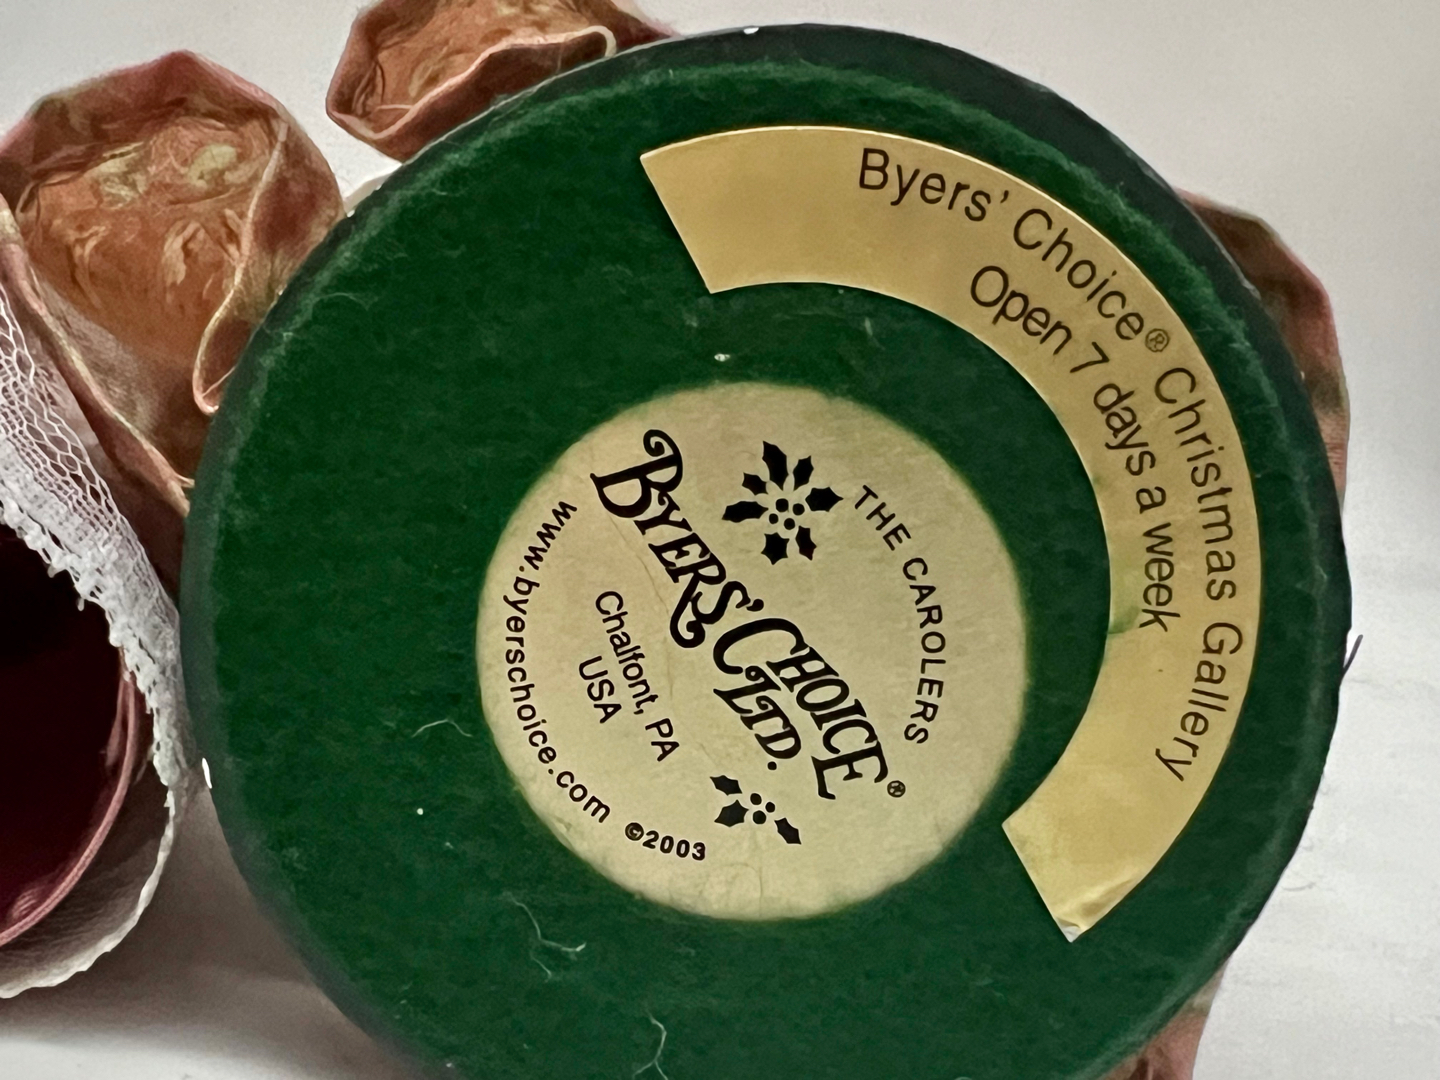 Byers' Choice® Christmas Gallery
Open 7 days a week
THE CAROLERS
BYERS' CHOICE®
LTD.
Chalfont, PA
USA
www.byerschoice.com ©2003